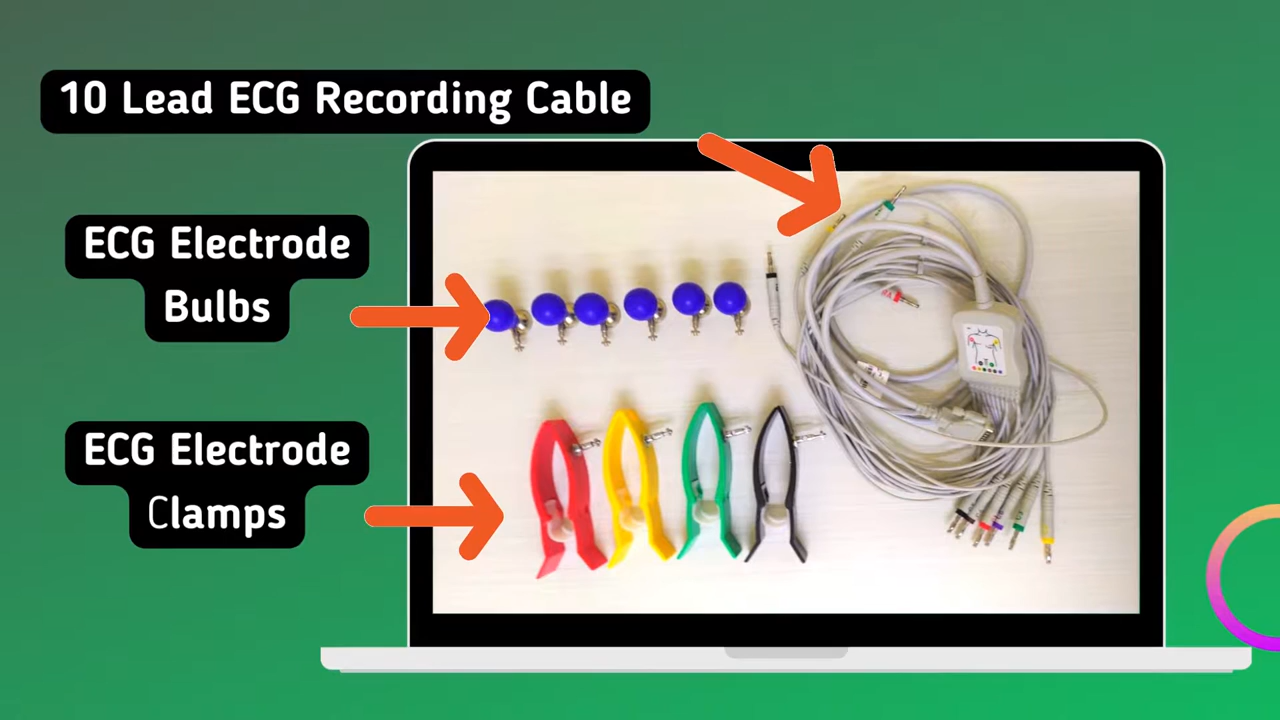 10 Lead ECG Recording Cable
ECG Electrode
Bulbs
ECG Electrode
Clamps